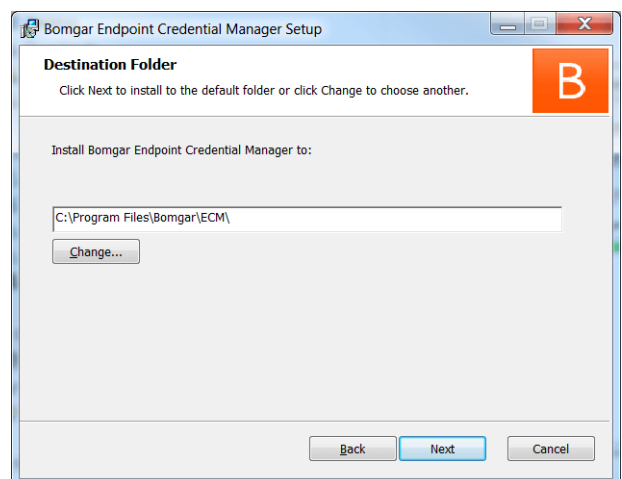 Bomgar Endpoint Credential Manager Setup
Destination Folder
Click Next to install to the default folder or click Change to choose another.
B
Install Bomgar Endpoint Credential Manager to:
C:\Program Files\Bomgar\ECM\
Change...
Back Next Cancel